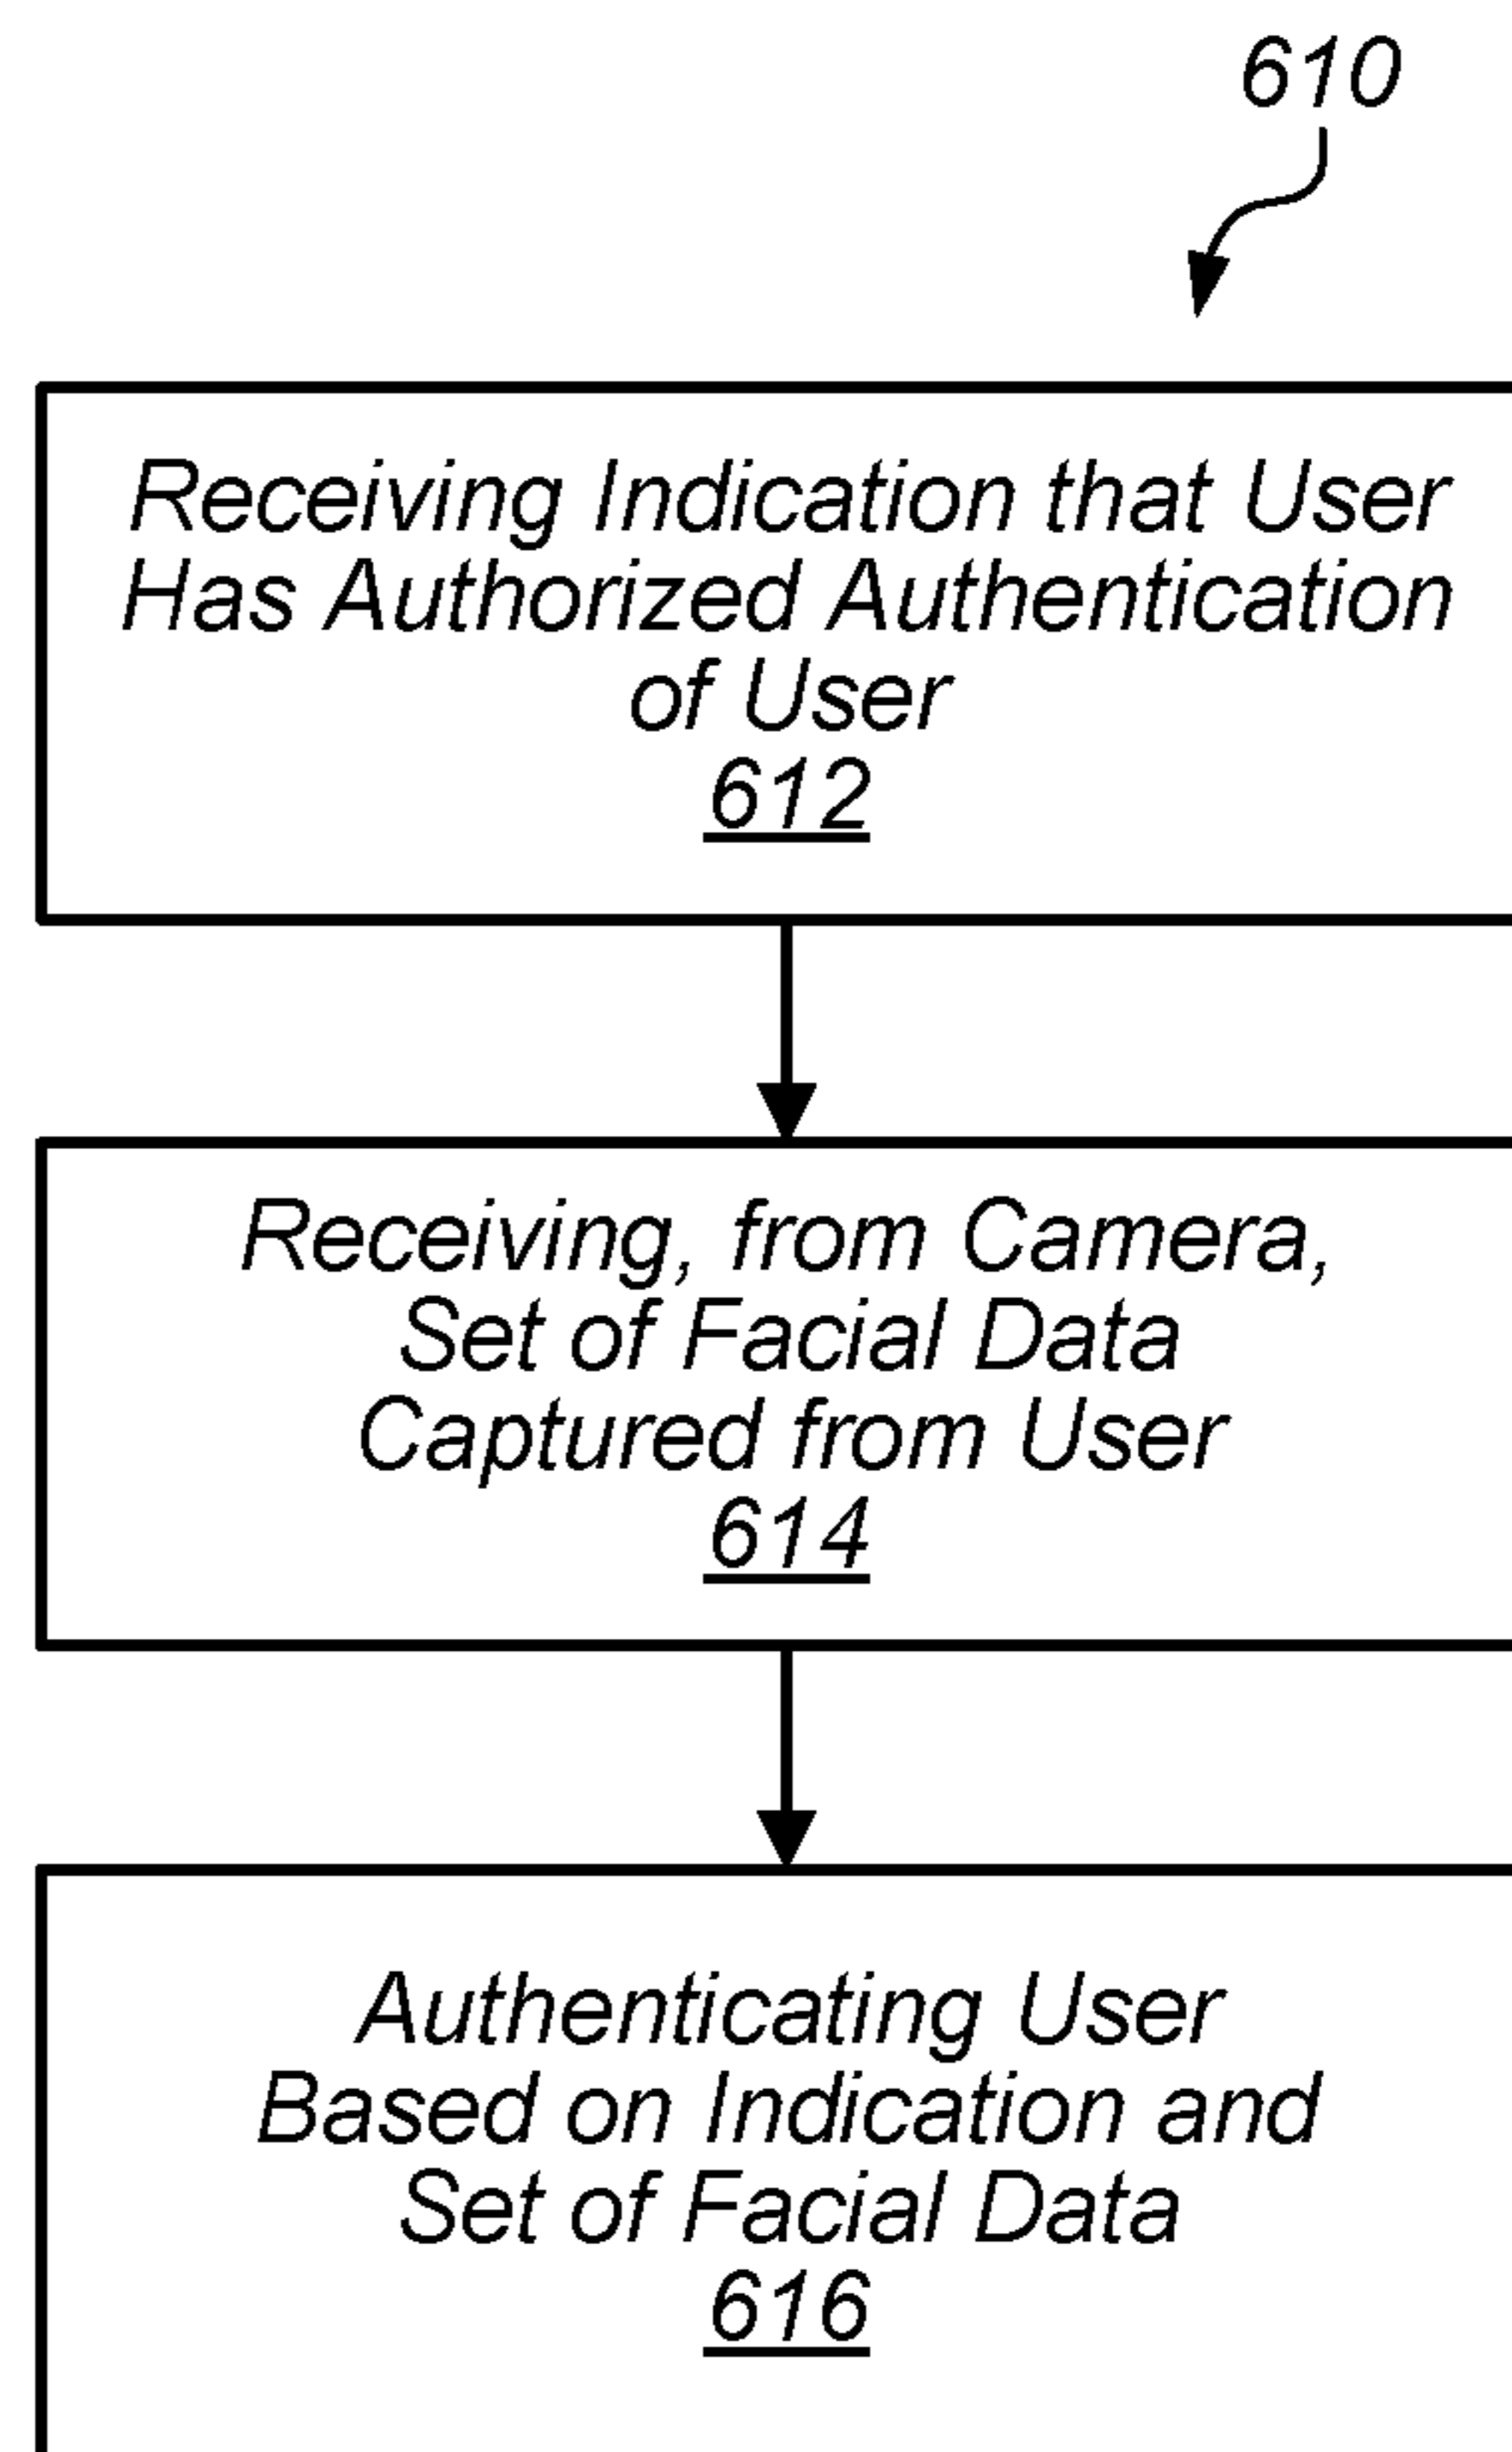 610
Receiving Indication that User
Has Authorized Authentication
of User
612
Receiving, from Camera,
Set of Facial Data
Captured from User
614
Authenticating User
Based on Indication and
Set of Facial Data
616